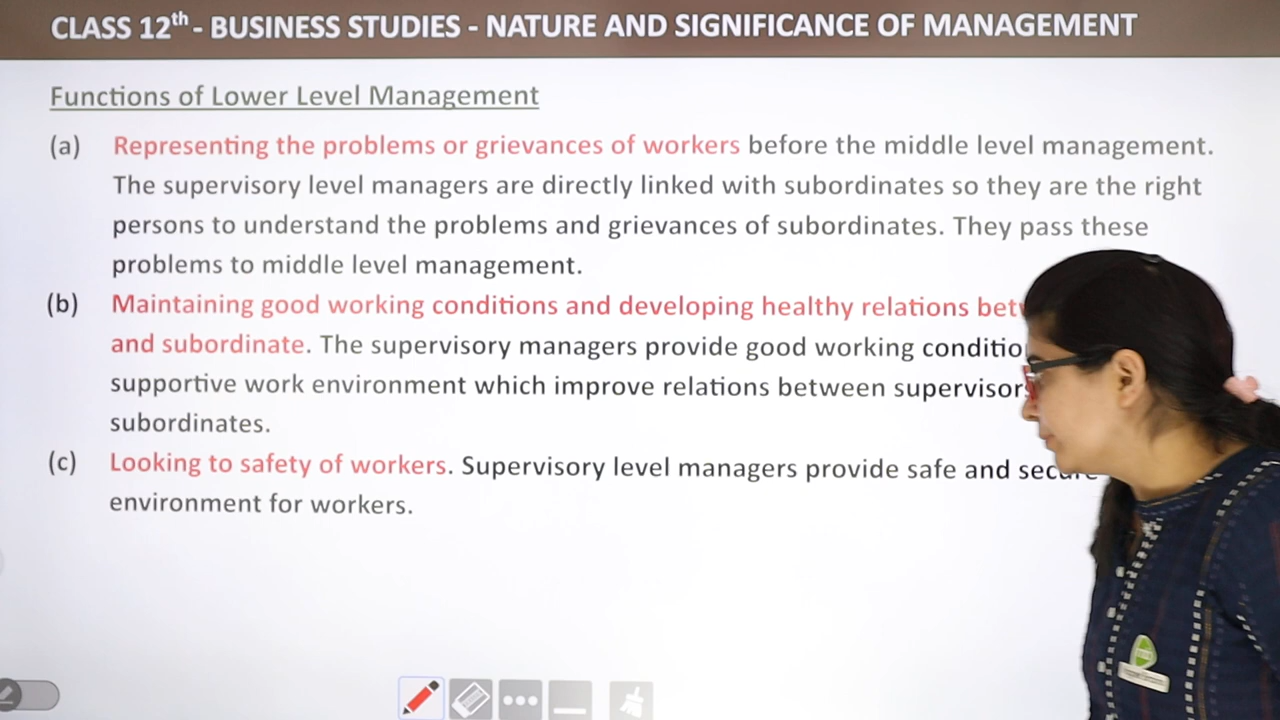 CLASS 12th - BUSINESS STUDIES - NATURE AND SIGNIFICANCE OF MANAGEMENT
Functions of Lower Level Management
(a) Representing the problems or grievances of workers before the middle level management.
The supervisory level managers are directly linked with subordinates so they are the right
persons to understand the problems and grievances of subordinates. They pass these
problems to middle level management.
(b) Maintaining good working conditions and developing healthy relations
and subordinate. The supervisory managers provide good working
supportive work environment which improve relations between
subordinates.
(c) Looking to safety of workers. Supervisory level managers provide safe and secure
environment for workers.